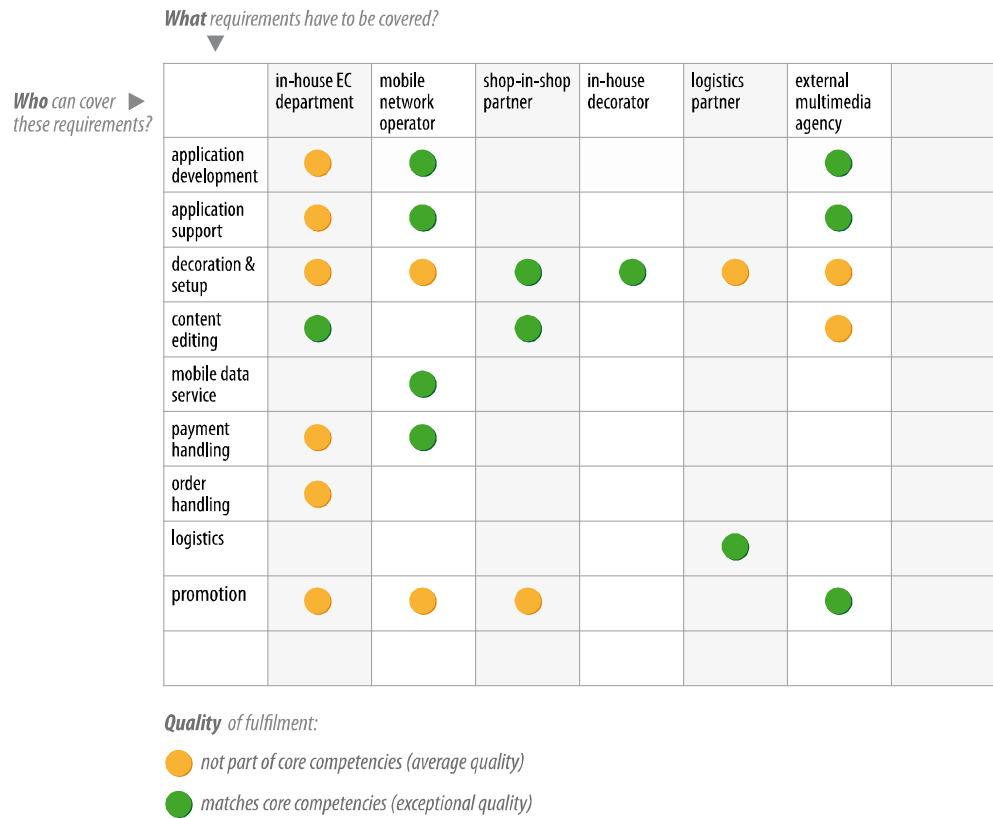 What requirements have to be covered?
Who can cover
these requirements?
in-house EC
department
mobile
network
operator
shop-in-shop
partner
in-house
decorator
logistics
partner
external
multimedia
agency
application
development
application
support
decoration &
setup
content
editing
mobile data
service
payment
handling
order
handling
logistics
promotion
Quality of fulfilment:
not part of core competencies (average quality)
matches core competencies (exceptional quality)